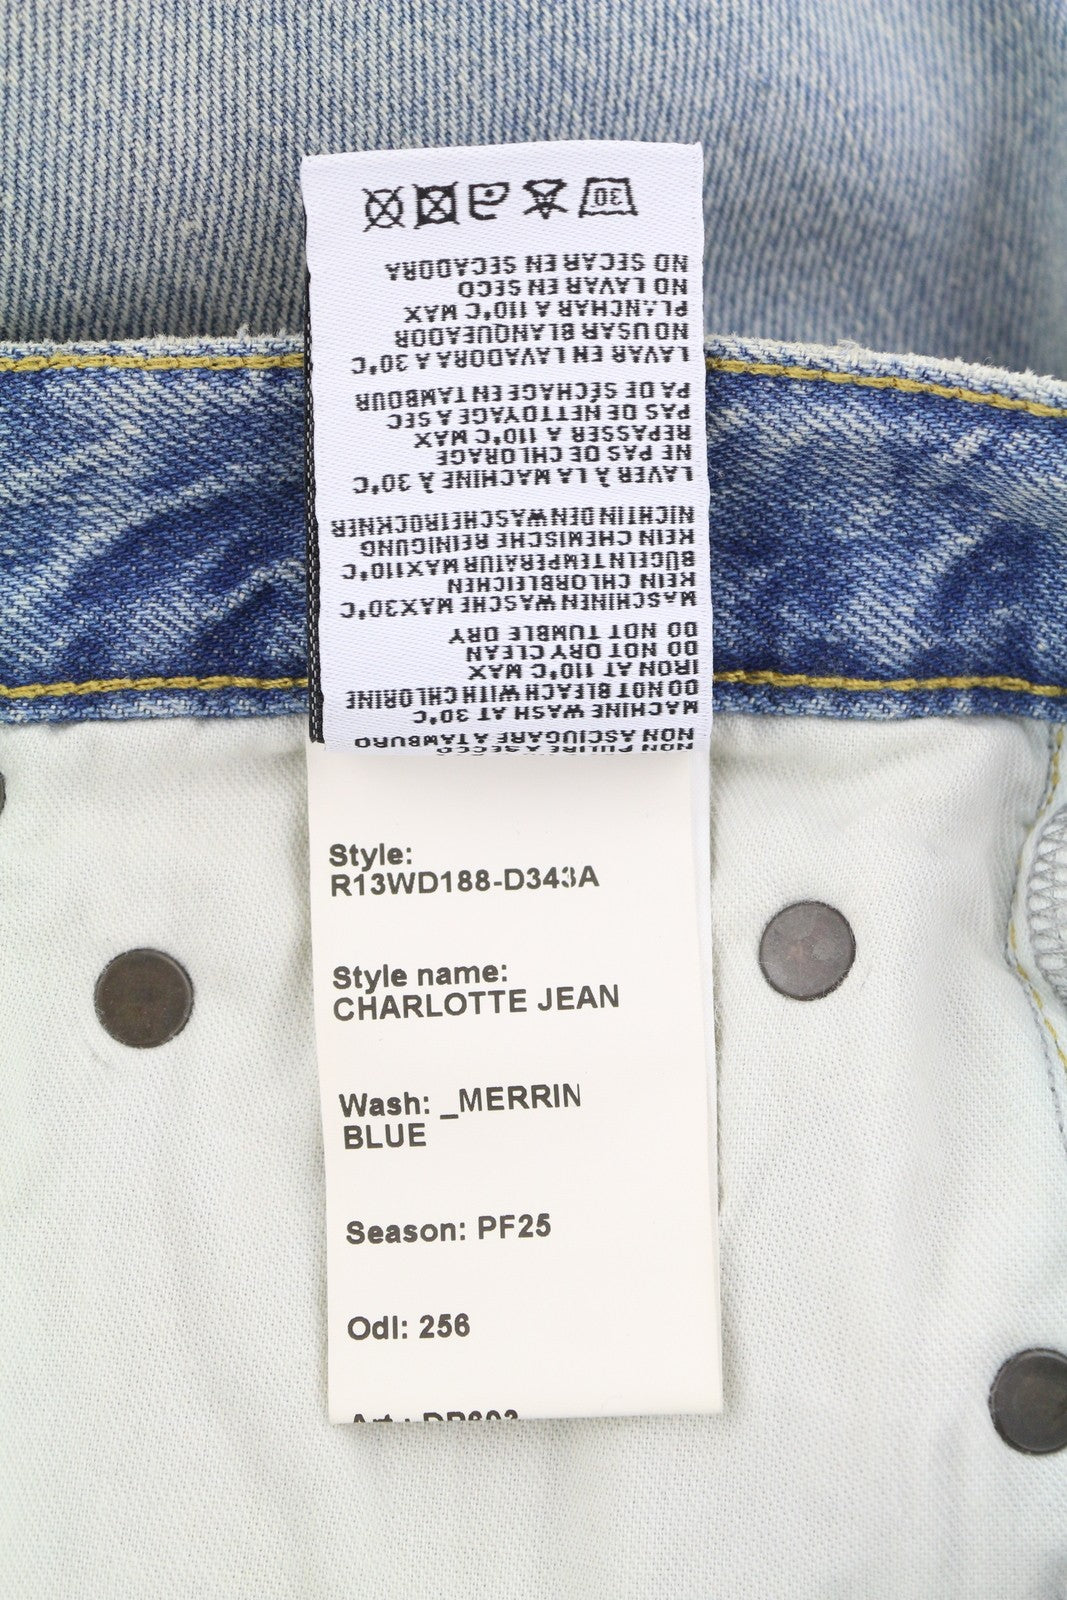 NON PULIRE A SECCO
NON ASCIUGARE A TAMBURO
MACHINE WASH AT 30°C
DO NOT BLEACH WITH CHLORINE
IRON AT 110°C MAX
DO NOT DRY CLEAN
DO NOT TUMBLE DRY
MASCHINEN WASCHE MAX30°C
KEIN CHLORBLEICHEN
BÜGELN TEMPERATUR MAX110°C
KEIN CHEMISCHE REINIGUNG
NICHT IN DEN WASCHETROCKNER
LAVER À LA MACHINE À 30°C
NE PAS DE CHLORAGE
REPASSER A 110°C MAX
PAS DE NETTOYAGE A SEC
PA DE SÉCHAGE EN TAMBOUR
LAVAR EN LAVADORA A 30°C
NO USAR BLANQUEADOR
PLANCHAR A 110°C MAX
NO LAVAR EN SECO
NO SECAR EN SECADORA
30°
Style:
R13WD188-D343A
Style name:
CHARLOTTE JEAN
Wash: _MERRIN
BLUE
Season: PF25
Odl: 256
Art.: